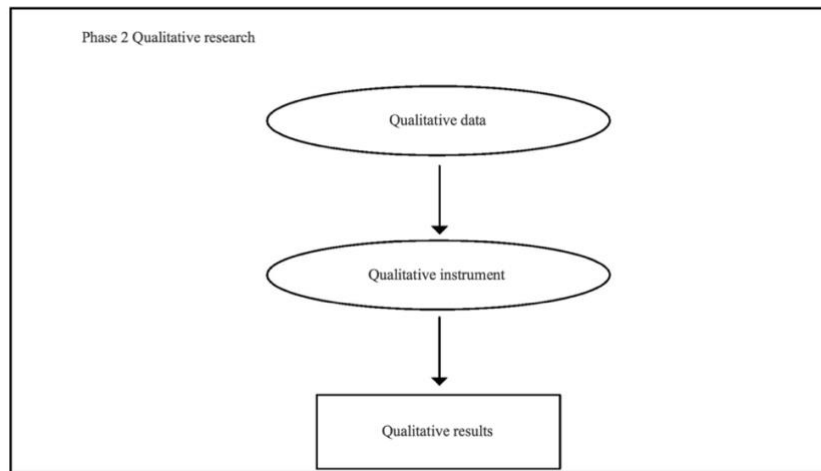 Phase 2 Qualitative research
Qualitative data
Qualitative instrument
Qualitative results